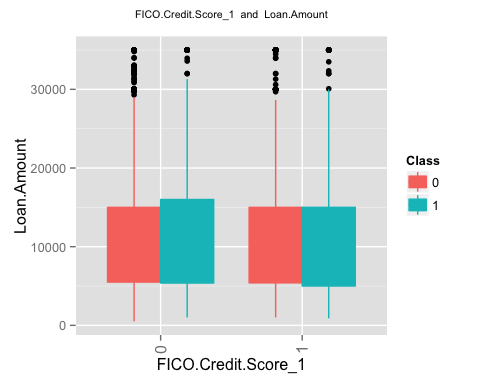 FICO.Credit.Score_1 and Loan.Amount
Loan.Amount
30000
20000
10000
0
0
1
FICO.Credit.Score_1
Class
0
1